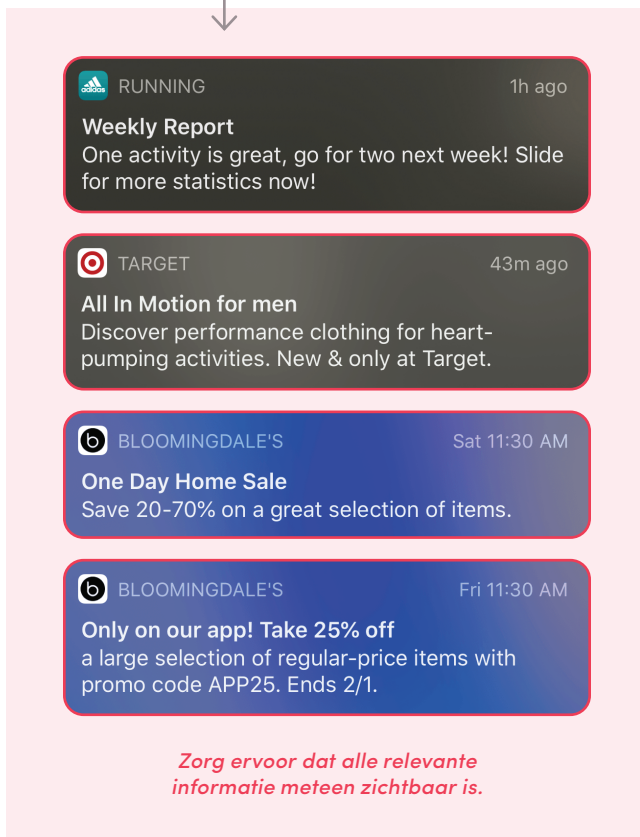 adidas
RUNNING
1h ago
Weekly Report
One activity is great, go for two next week! Slide
for more statistics now!
TARGET
43m ago
All In Motion for men
Discover performance clothing for heart-
pumping activities. New & only at Target.
b
BLOOMINGDALE'S
Sat 11:30 AM
One Day Home Sale
Save 20-70% on a great selection of items.
b
BLOOMINGDALE'S
Fri 11:30 AM
Only on our app! Take 25% off
a large selection of regular-price items with
promo code APP25. Ends 2/1.
Zorg ervoor dat alle relevante
informatie meteen zichtbaar is.